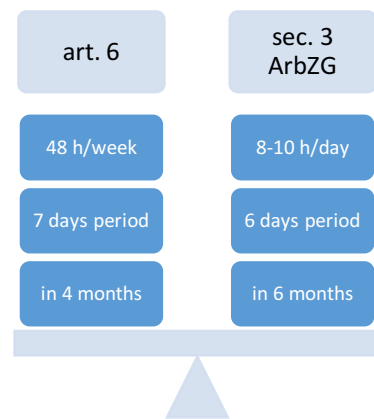 art. 6
sec. 3
ArbZG
48 h/week
8-10 h/day
7 days period
6 days period
in 4 months
in 6 months